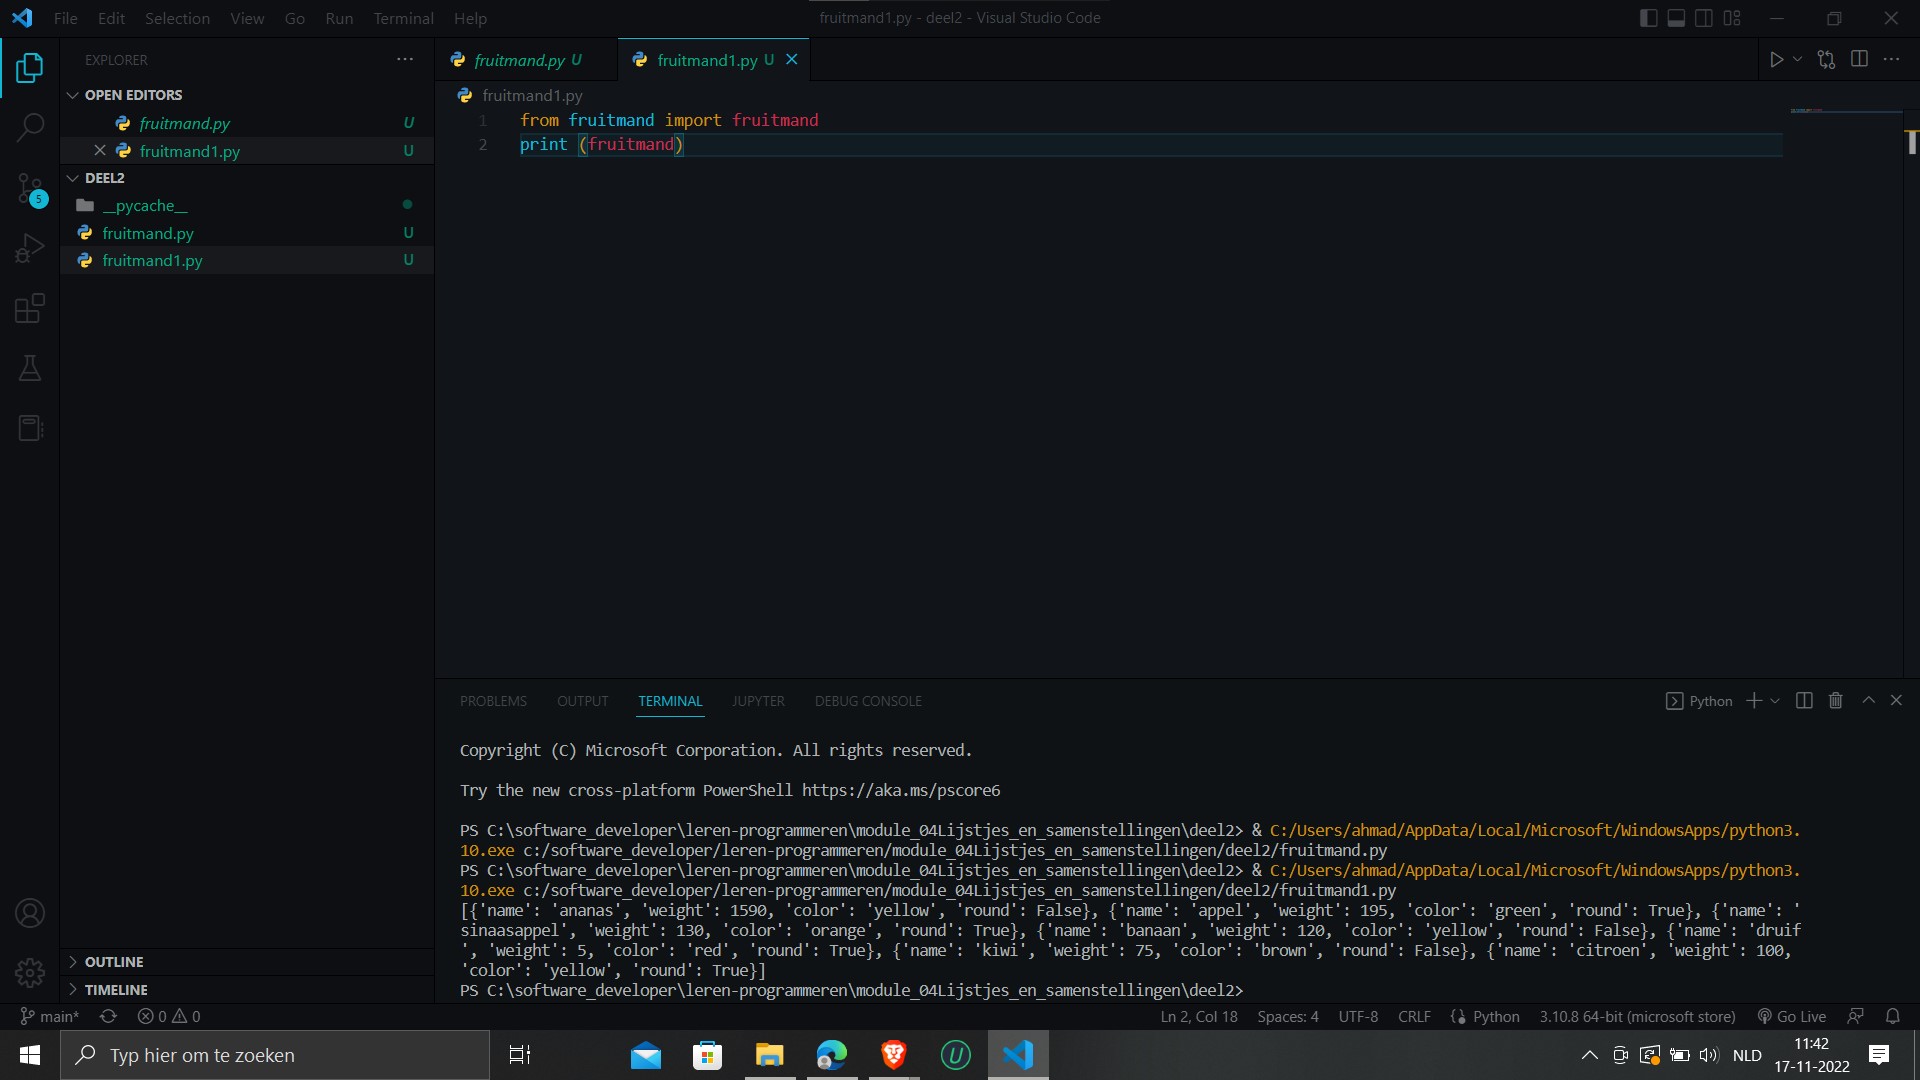 File Edit Selection View Go Run Terminal Help
fruitmand1.py - deel2 - Visual Studio Code
EXPLORER
OPEN EDITORS
fruitmand.py U
fruitmand1.py U
DEEL2
__pycache__
fruitmand.py U
fruitmand1.py U
OUTLINE
TIMELINE
5
fruitmand.py U
fruitmand1.py U
fruitmand1.py
1 from fruitmand import fruitmand
2 print (fruitmand)
PROBLEMS OUTPUT TERMINAL JUPYTER DEBUG CONSOLE
Python
Copyright (C) Microsoft Corporation. All rights reserved.
Try the new cross-platform PowerShell https://aka.ms/pscore6
PS C:\software_developer\leren-programmeren\module_04Lijstjes_en_samenstellingen\deel2> & C:/Users/ahmad/AppData/Local/Microsoft/WindowsApps/python3.
10.exe c:/software_developer/leren-programmeren/module_04Lijstjes_en_samenstellingen/deel2/fruitmand.py
PS C:\software_developer\leren-programmeren\module_04Lijstjes_en_samenstellingen\deel2> & C:/Users/ahmad/AppData/Local/Microsoft/WindowsApps/python3.
10.exe c:/software_developer/leren-programmeren/module_04Lijstjes_en_samenstellingen/deel2/fruitmand1.py
[{'name': 'ananas', 'weight': 1590, 'color': 'yellow', 'round': False}, {'name': 'appel', 'weight': 195, 'color': 'green', 'round': True}, {'name': '
sinaasappel', 'weight': 130, 'color': 'orange', 'round': True}, {'name': 'banaan', 'weight': 120, 'color': 'yellow', 'round': False}, {'name': 'druif
', 'weight': 5, 'color': 'red', 'round': True}, {'name': 'kiwi', 'weight': 75, 'color': 'brown', 'round': False}, {'name': 'citroen', 'weight': 100,
'color': 'yellow', 'round': True}]
PS C:\software_developer\leren-programmeren\module_04Lijstjes_en_samenstellingen\deel2>
main* 0 0
Ln 2, Col 18 Spaces: 4 UTF-8 CRLF Python 3.10.8 64-bit (microsoft store) Go Live
Typ hier om te zoeken
NLD
11:42
17-11-2022